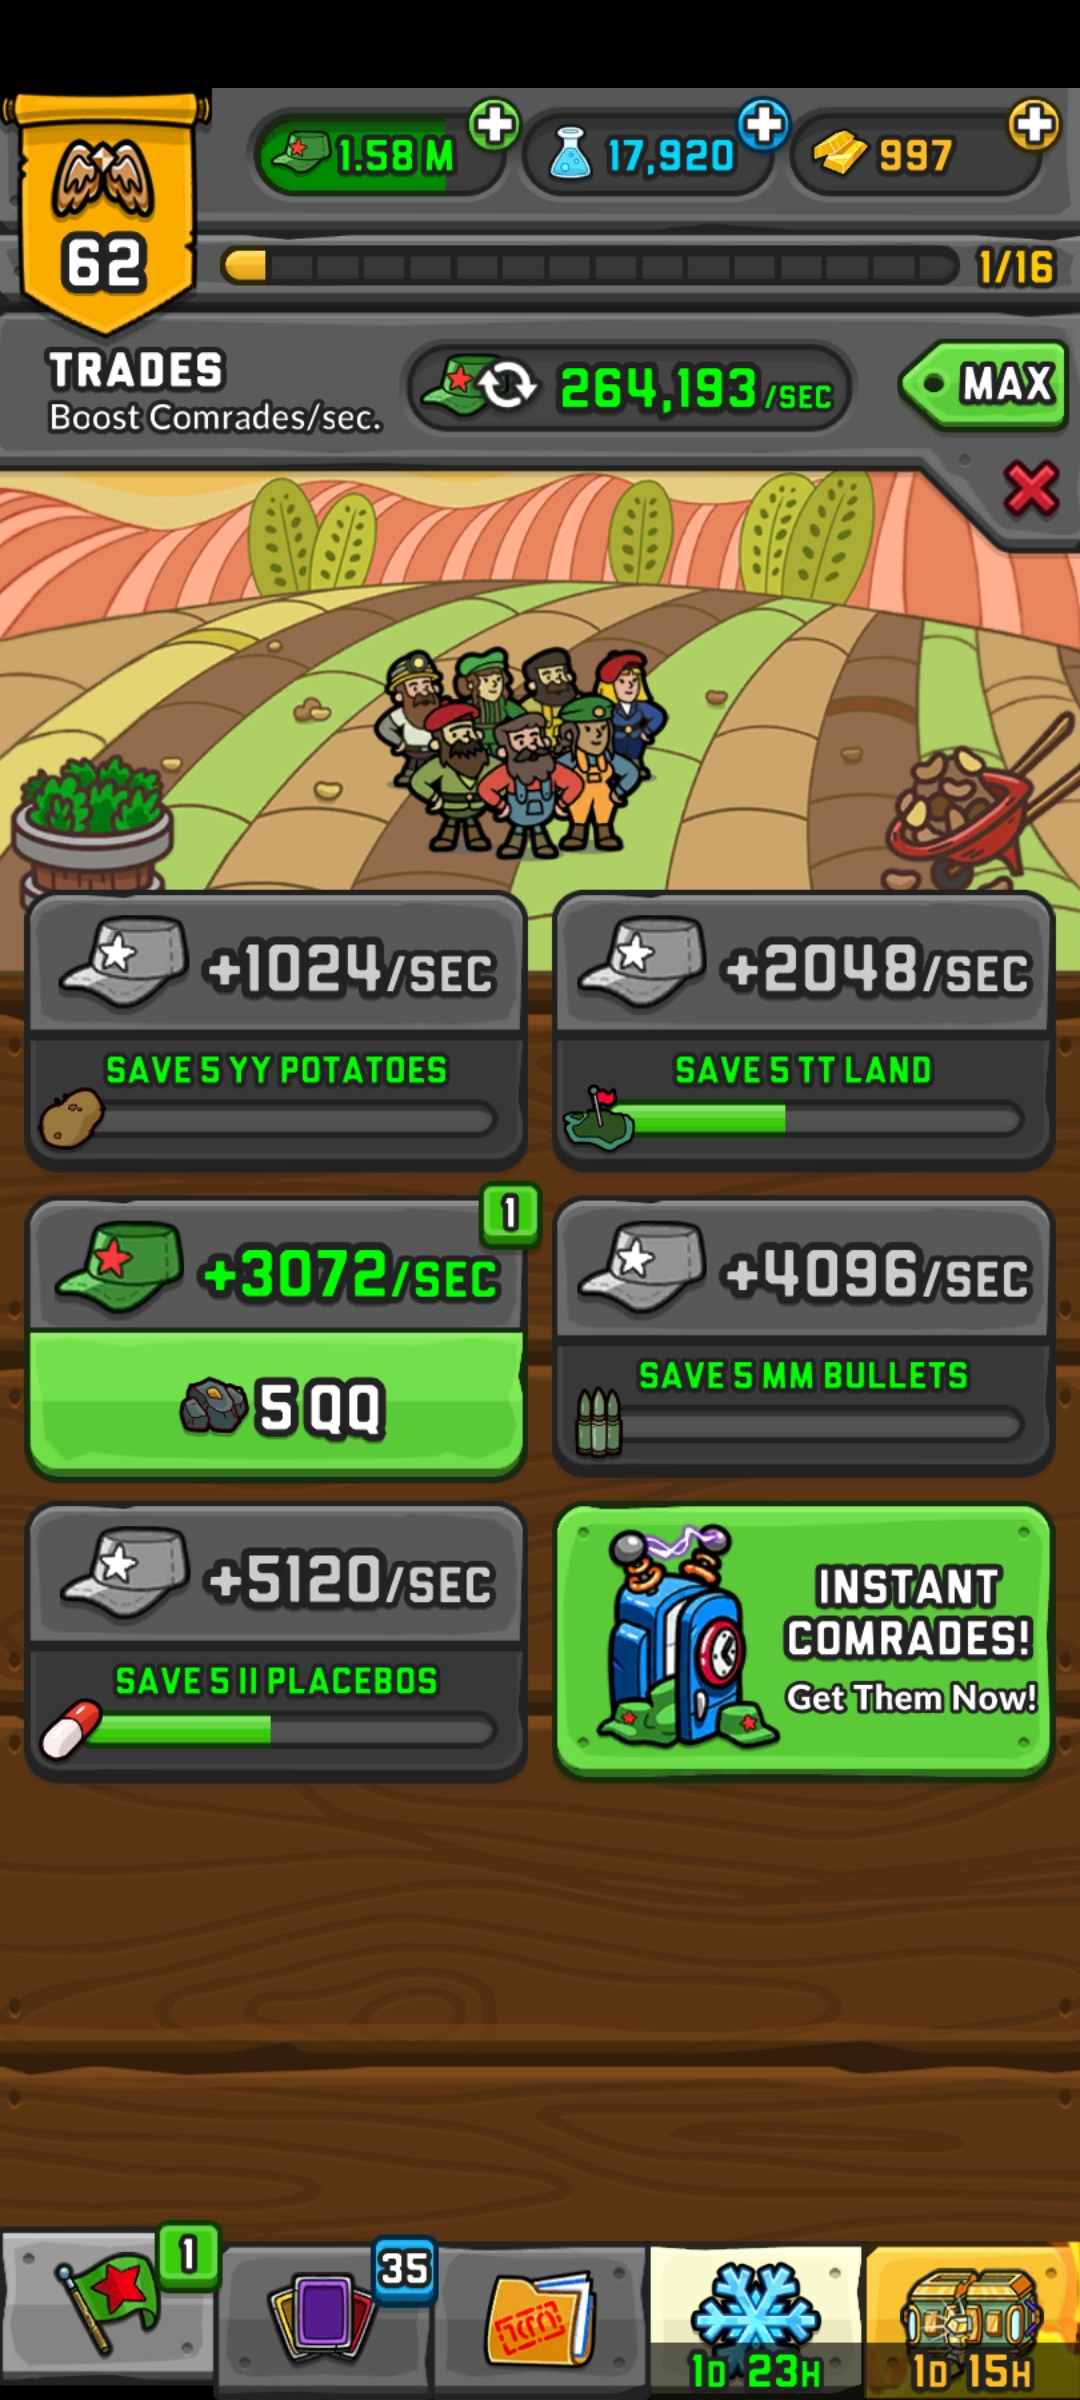 1.58 M
17,920
997
62
1/16
TRADES
Boost Comrades/sec.
264,193/SEC
MAX
+1024/SEC
SAVE 5 YY POTATOES
+2048/SEC
SAVE 5 TT LAND
1
+3072/SEC
5 QQ
+4096/SEC
SAVE 5 MM BULLETS
+5120/SEC
SAVE 5 II PLACEBOS
INSTANT
COMRADES!
Get Them Now!
1
35
1D 23H
1D 15H